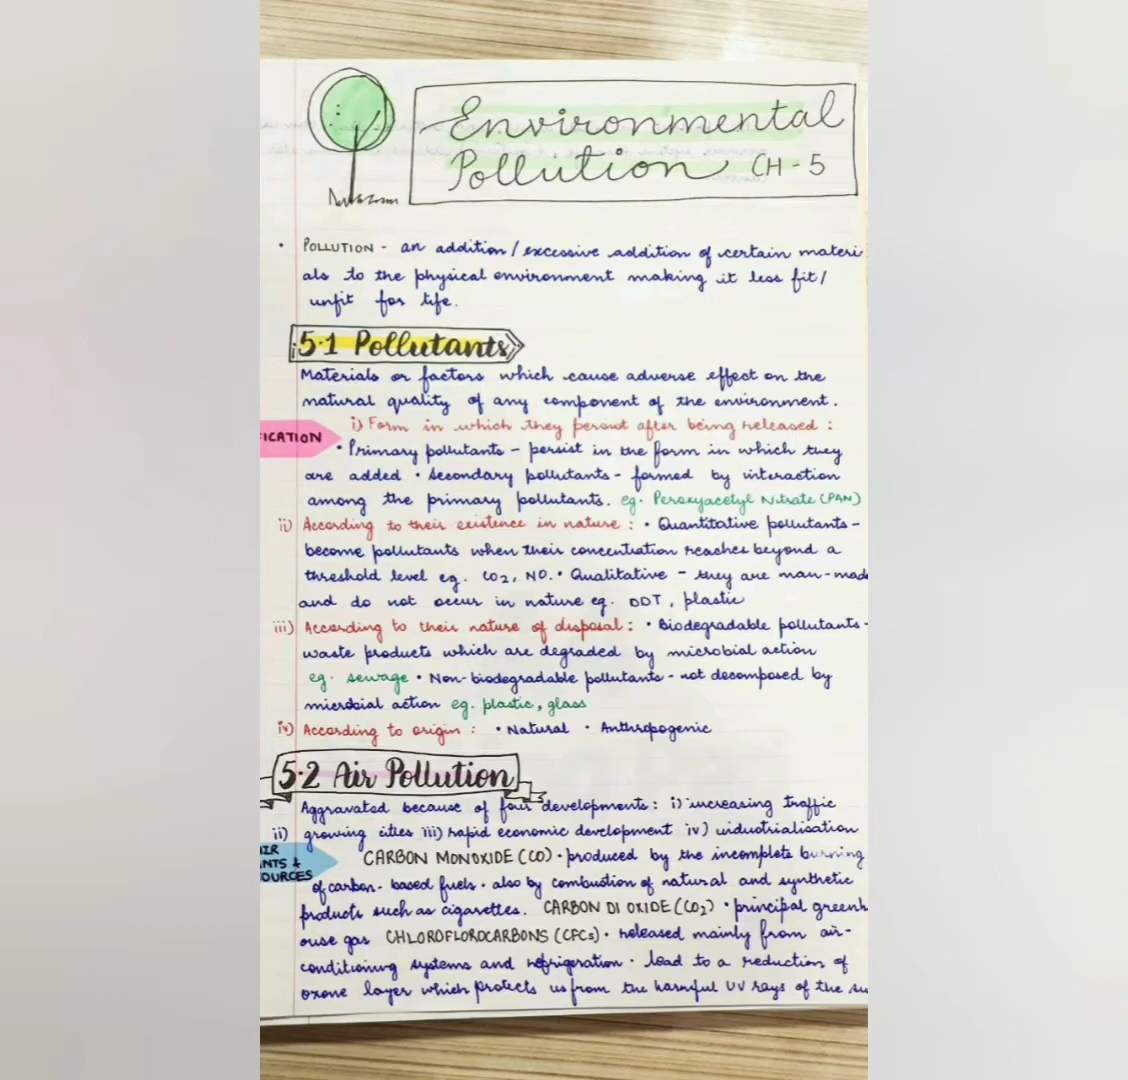 Environmental
Pollution CH - 5
• POLLUTION - an addition / excessive addition of certain materi
als to the physical environment making it less fit /
unfit for life.
5.1 Pollutants
Materials or factors which cause adverse effect on the
natural quality of any component of the environment.
i) Form in which they persist after being released :
IFICATION
• Primary pollutants - persist in the form in which they
are added • Secondary pollutants - formed by interaction
among the primary pollutants. eg. Peroxyacetyl Nitrate (PAN)
ii) According to their existence in nature : • Quantitative pollutants -
become pollutants when their concentration reaches beyond a
threshold level eg. CO2, NO. • Qualitative - they are man-mad
and do not occur in nature eg. DDT, plastic
iii) According to their nature of disposal : • Biodegradable pollutants -
waste products which are degraded by microbial action
eg. sewage • Non-biodegradable pollutants - not decomposed by
microbial action eg. plastic, glass
iv) According to origin : • Natural • Anthropogenic
5.2 Air Pollution
Aggravated because of four developments : i) increasing traffic
ii) growing cities iii) rapid economic development iv) industrialisation
AIR
NTS &
OURCES
CARBON MONOXIDE (CO) • produced by the incomplete burning
of carbon-based fuels • also by combustion of natural and synthetic
products such as cigarettes. CARBON DI OXIDE (CO2) • principal greenh
ouse gas CHLOROFLOROCARBONS (CFCs) • released mainly from air-
conditioning systems and refrigeration • lead to a reduction of
ozone layer which protects us from the harmful UV rays of the su